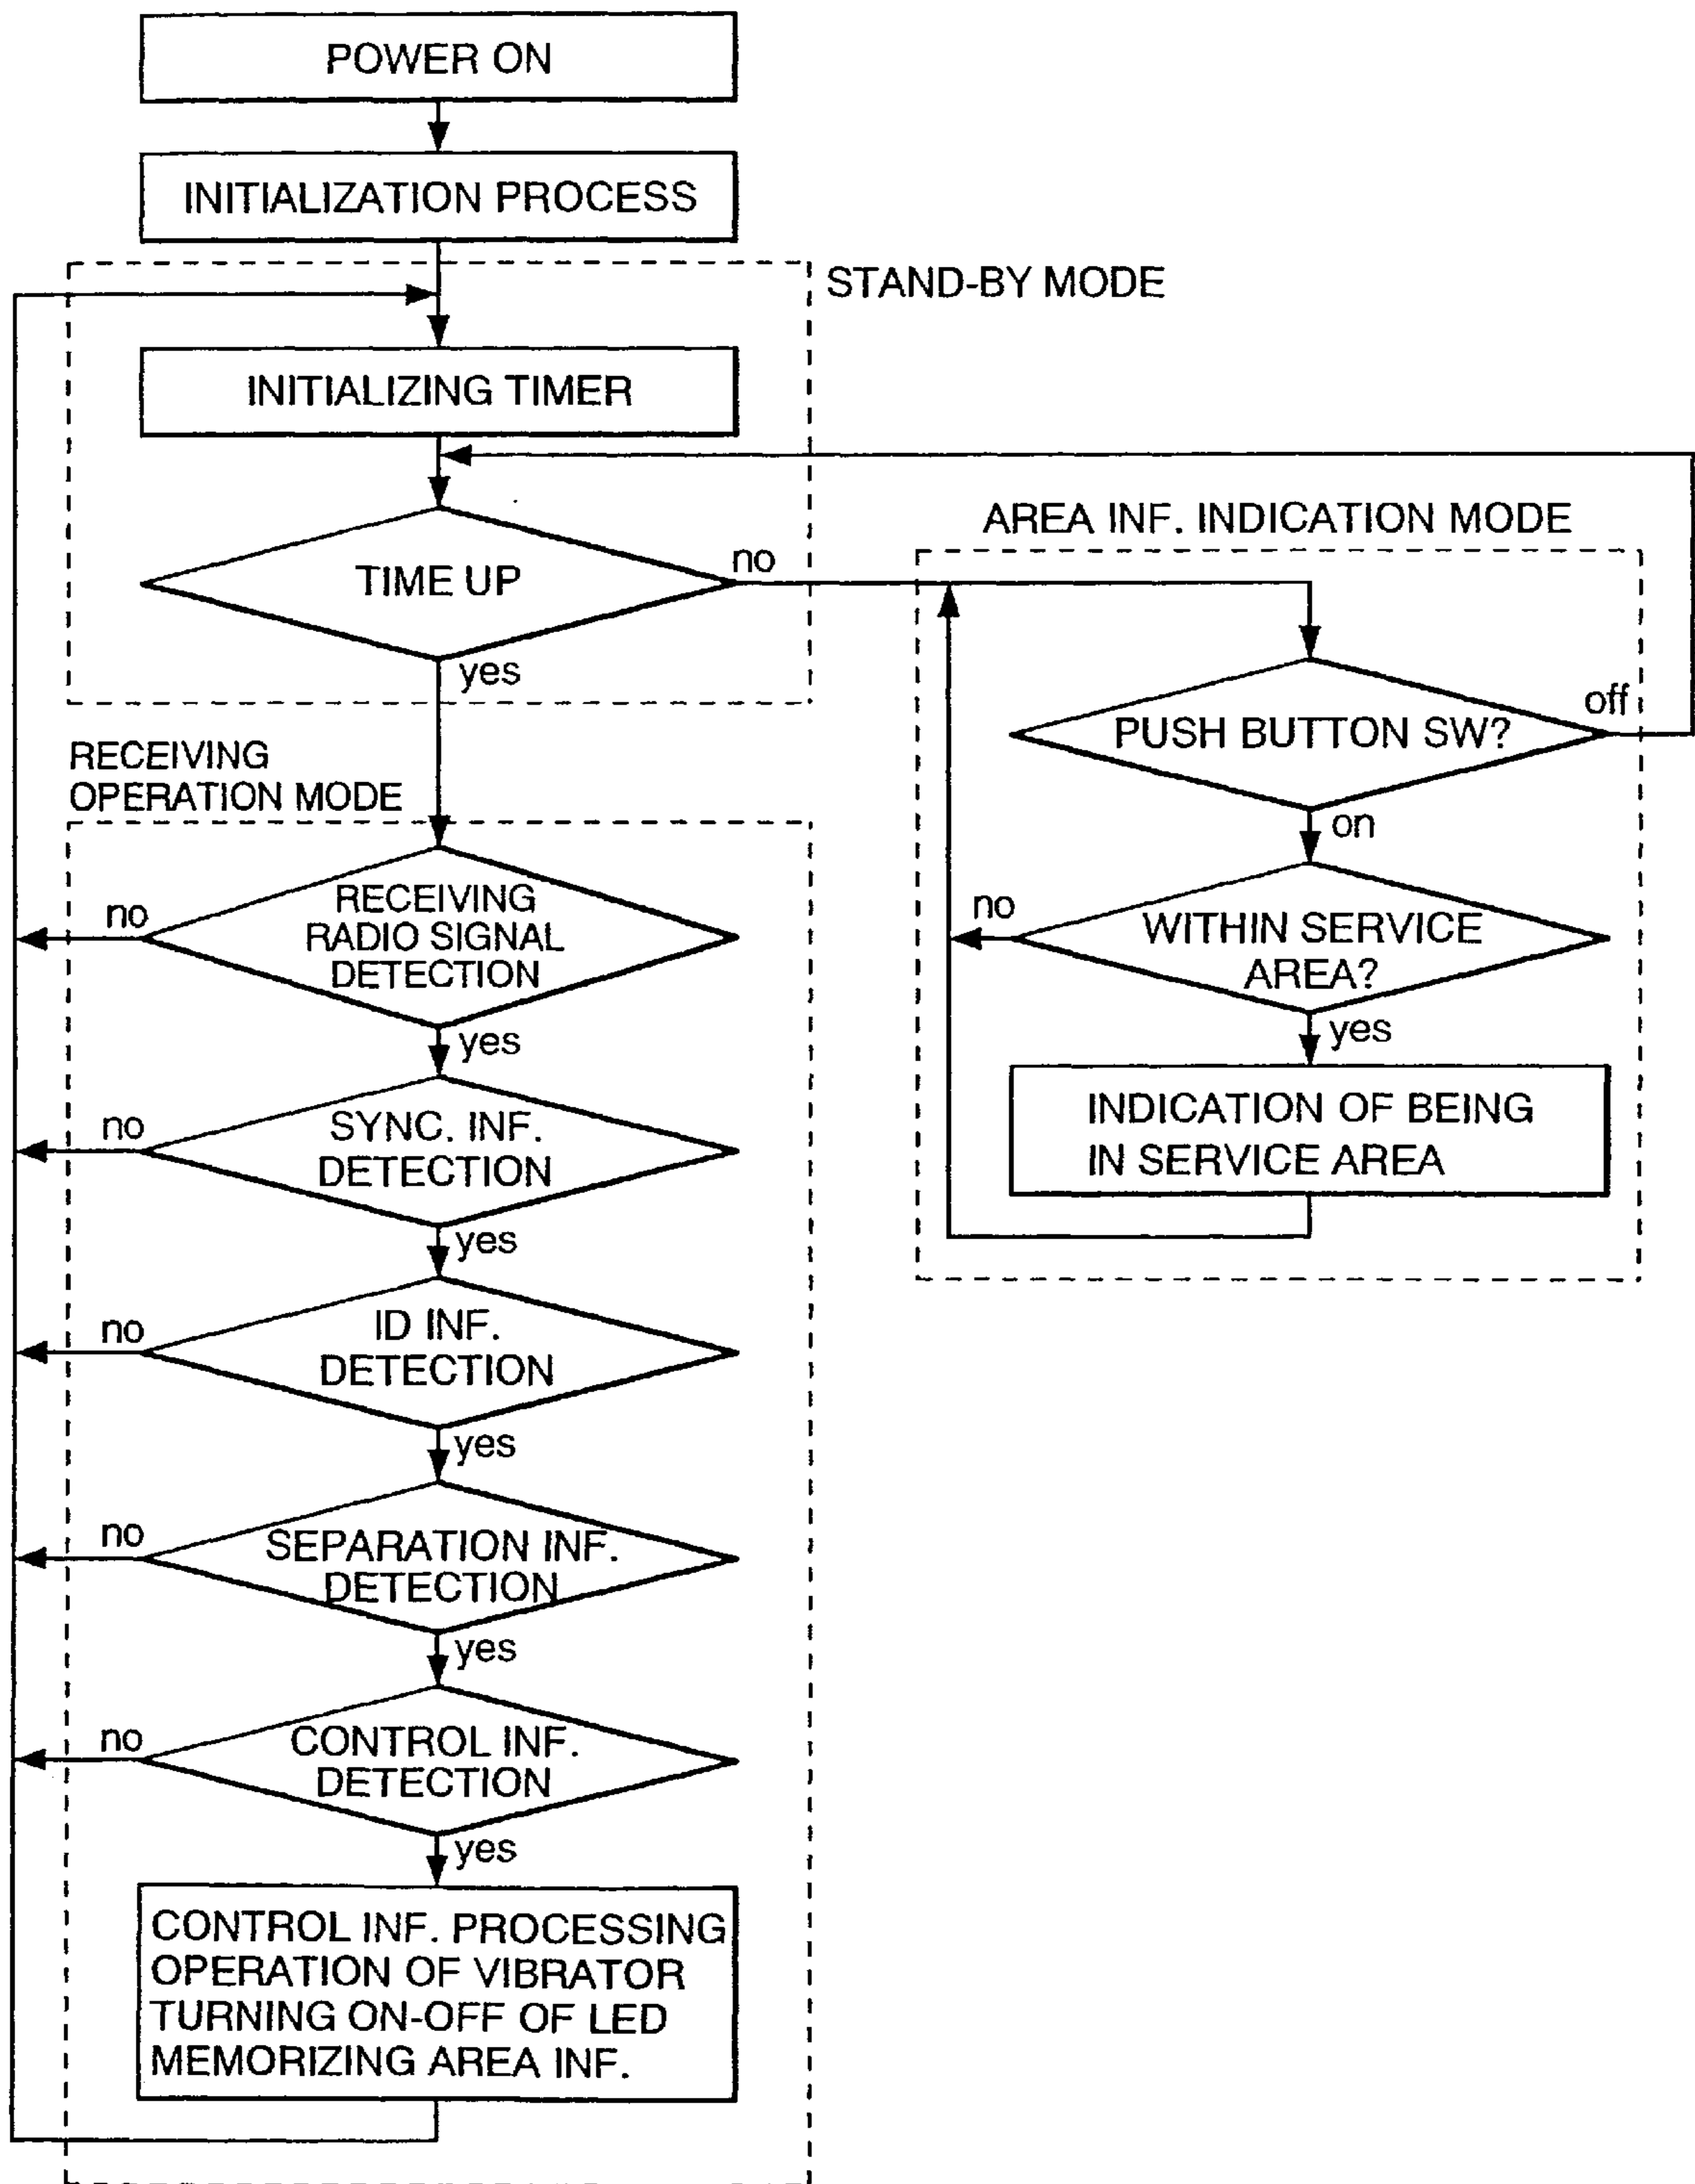 POWER ON
INITIALIZATION PROCESS
STAND-BY MODE
INITIALIZING TIMER
TIME UP
no
yes
AREA INF. INDICATION MODE
PUSH BUTTON SW?
off
on
WITHIN SERVICE
AREA?
no
yes
INDICATION OF BEING
IN SERVICE AREA
RECEIVING
OPERATION MODE
RECEIVING
RADIO SIGNAL
DETECTION
no
yes
SYNC. INF.
DETECTION
no
yes
ID INF.
DETECTION
no
yes
SEPARATION INF.
DETECTION
no
yes
CONTROL INF.
DETECTION
no
yes
CONTROL INF. PROCESSING
OPERATION OF VIBRATOR
TURNING ON-OFF OF LED
MEMORIZING AREA INF.